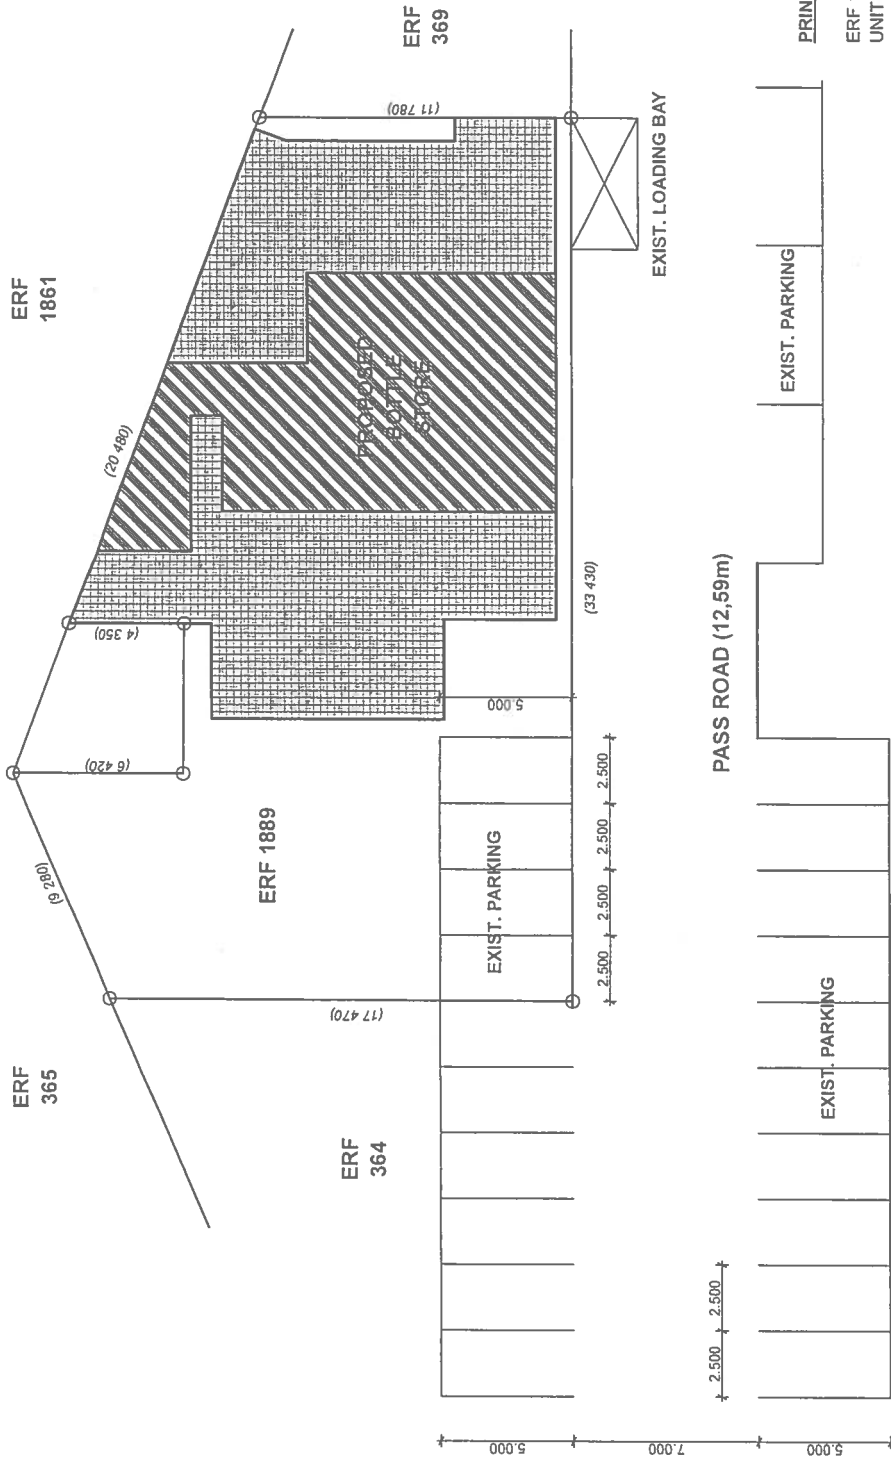 ERF
1861
ERF
369
(11 780)
PRIN
ERF
UNIT
EXIST. LOADING BAY
EXIST. PARKING
PROPOSED
BOTTLE
STORE
(20 480)
(33 430)
(4 350)
(6 420)
5.000
PASS ROAD (12,59m)
2.500
2.500
2.500
2.500
ERF 1889
EXIST. PARKING
(9 280)
(17 470)
ERF
365
ERF
364
EXIST. PARKING
2.500
2.500
5.000
7.000
5.000